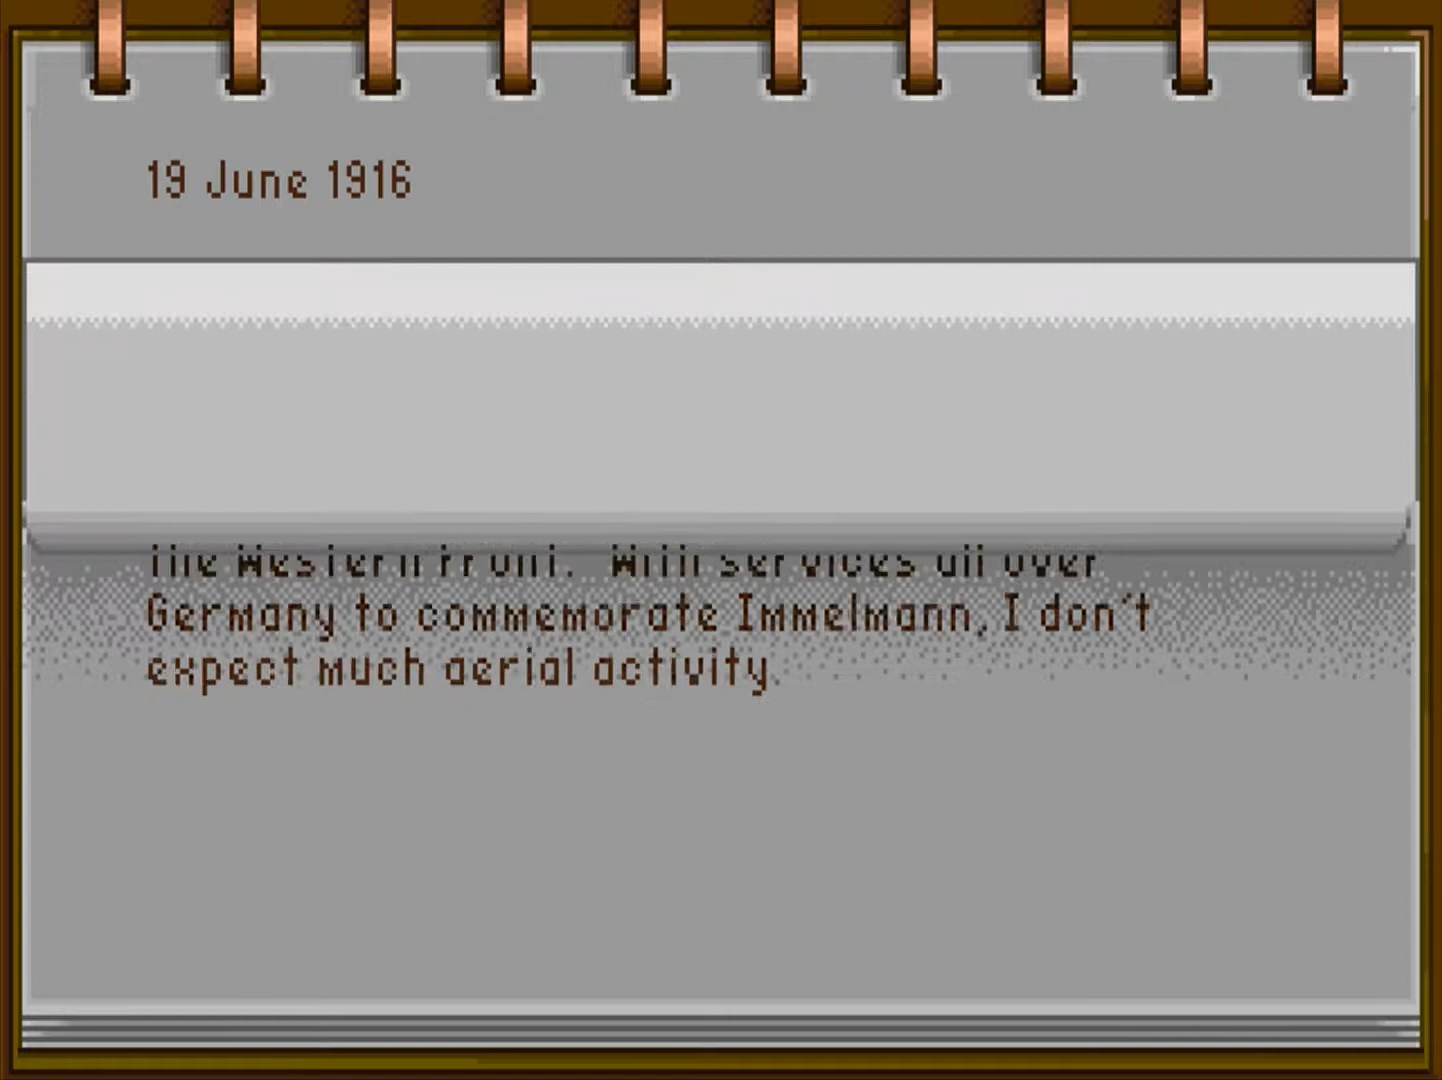 19 June 1916
the Western Front. With services all over
Germany to commemorate Immelmann, I don't
expect much aerial activity.